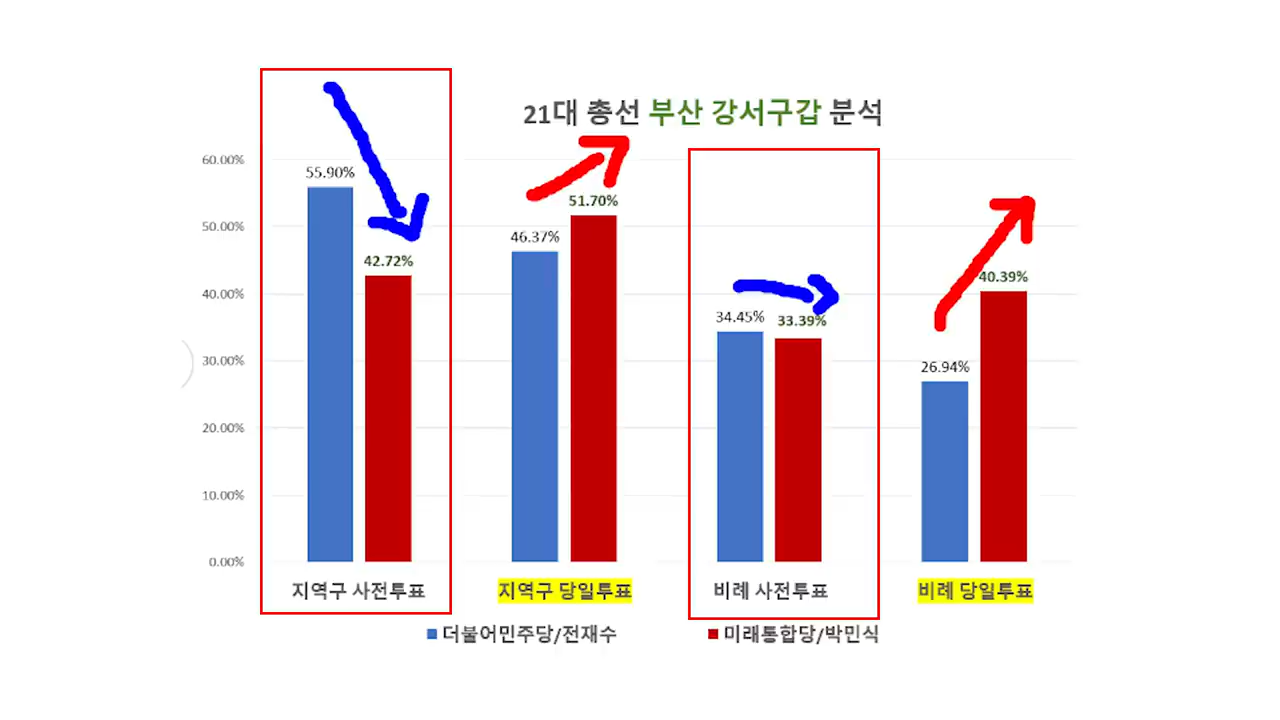 21대 총선 부산 강서구갑 분석
60.00%
50.00%
40.00%
30.00%
20.00%
10.00%
0.00%
55.90%
42.72%
46.37%
51.70%
34.45%
33.39%
26.94%
40.39%
지역구 사전투표
지역구 당일투표
비례 사전투표
비례 당일투표
더불어민주당/전재수
미래통합당/박민식